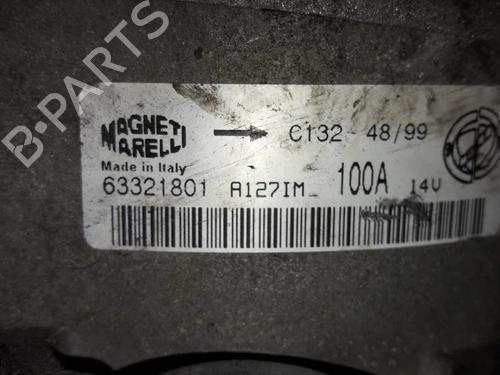 B-PARTS
MAGNETI MARELLI
Made in Italy
C132 - 48/99
63321801 A127IM 100A 14V